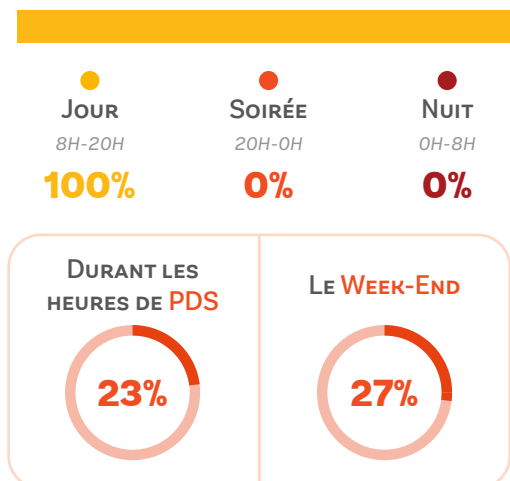 Jour
Soirée
Nuit
8H-20H
20H-0H
0H-8H
100%
0%
0%
Durant les
heures de PDS
Le Week-End
23%
27%